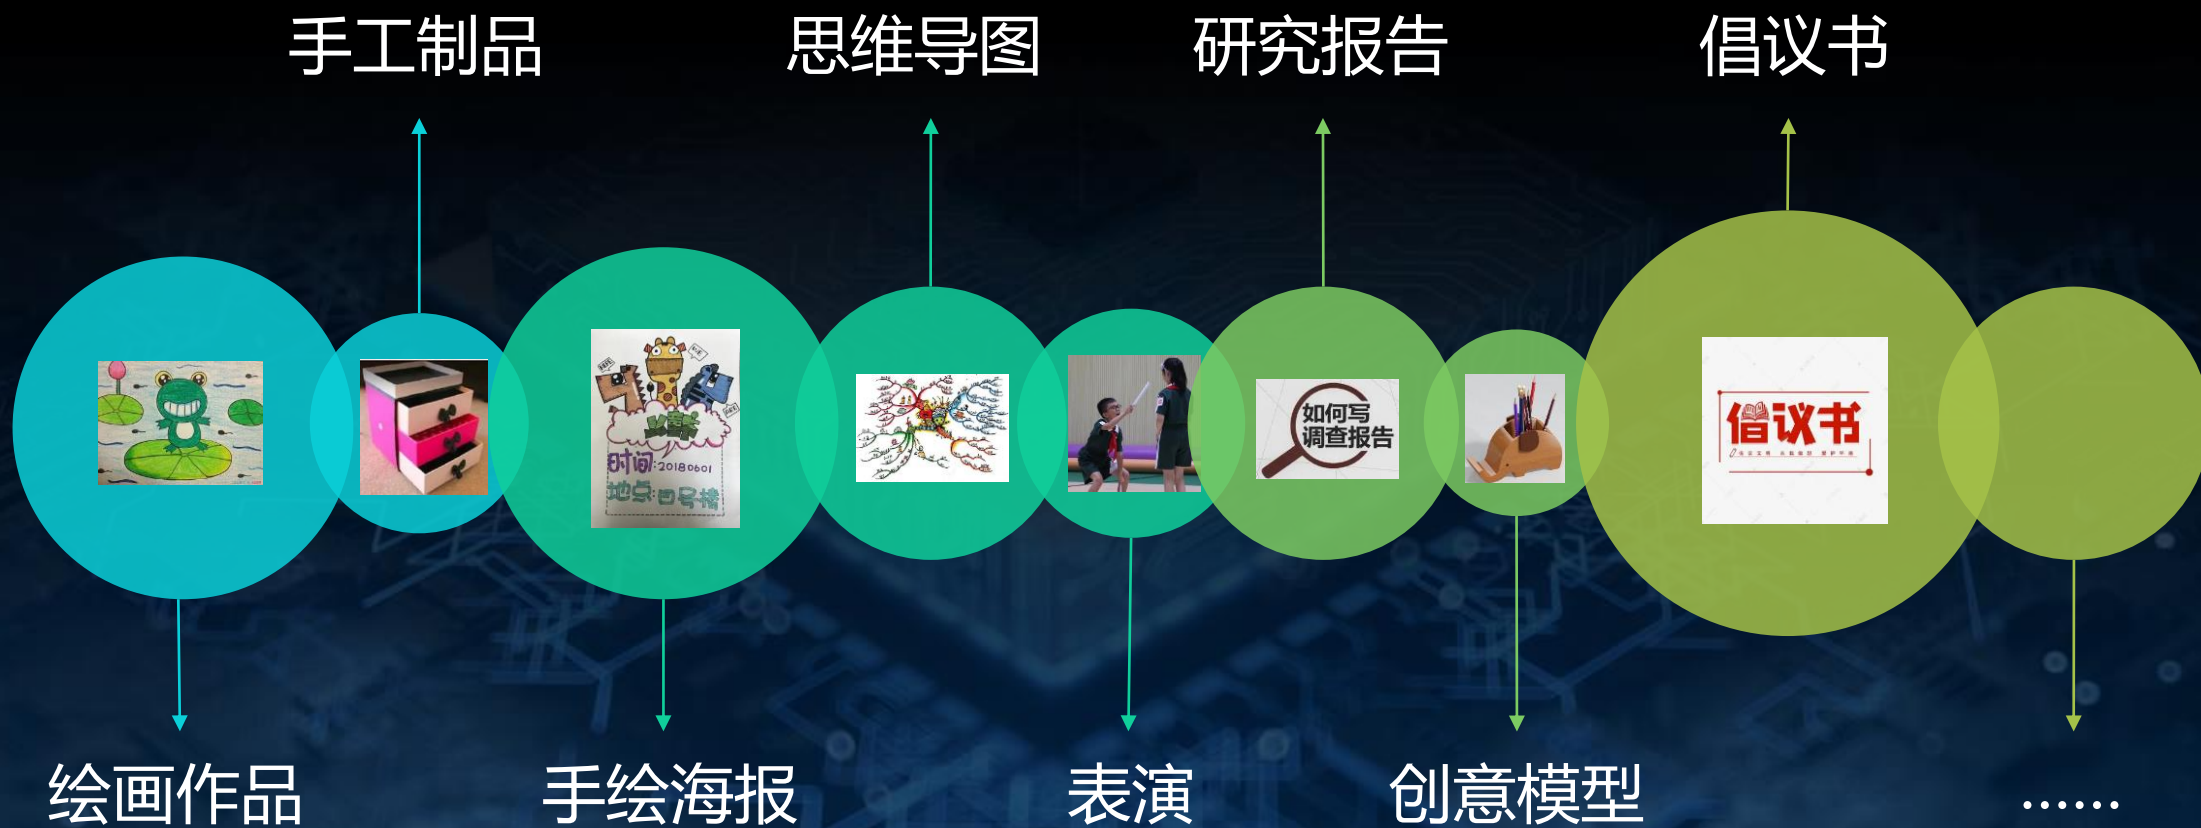 手工制品
思维导图
研究报告
倡议书
时间:20180601
如何写
调查报告
倡议书
绘画作品
手绘海报
表演
创意模型
……